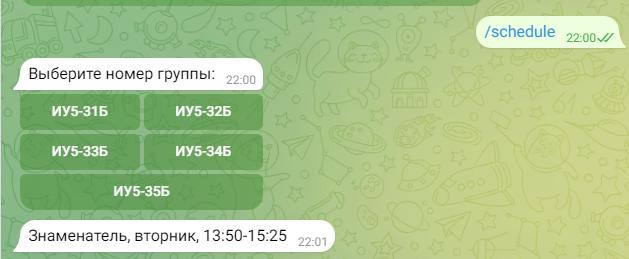 /schedule 22:00
Выберите номер группы: 22:00
ИУ5-31Б ИУ5-32Б
ИУ5-33Б ИУ5-34Б
ИУ5-35Б
Знаменатель, вторник, 13:50-15:25 22:01